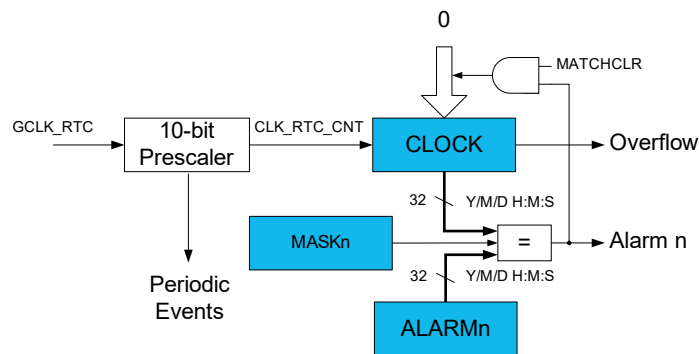 0
MATCHCLR
GCLK_RTC
10-bit
Prescaler
CLK_RTC_CNT
CLOCK
Overflow
32
Y/M/D H:M:S
MASKn
=
Alarm n
32
Y/M/D H:M:S
Periodic
Events
ALARMn